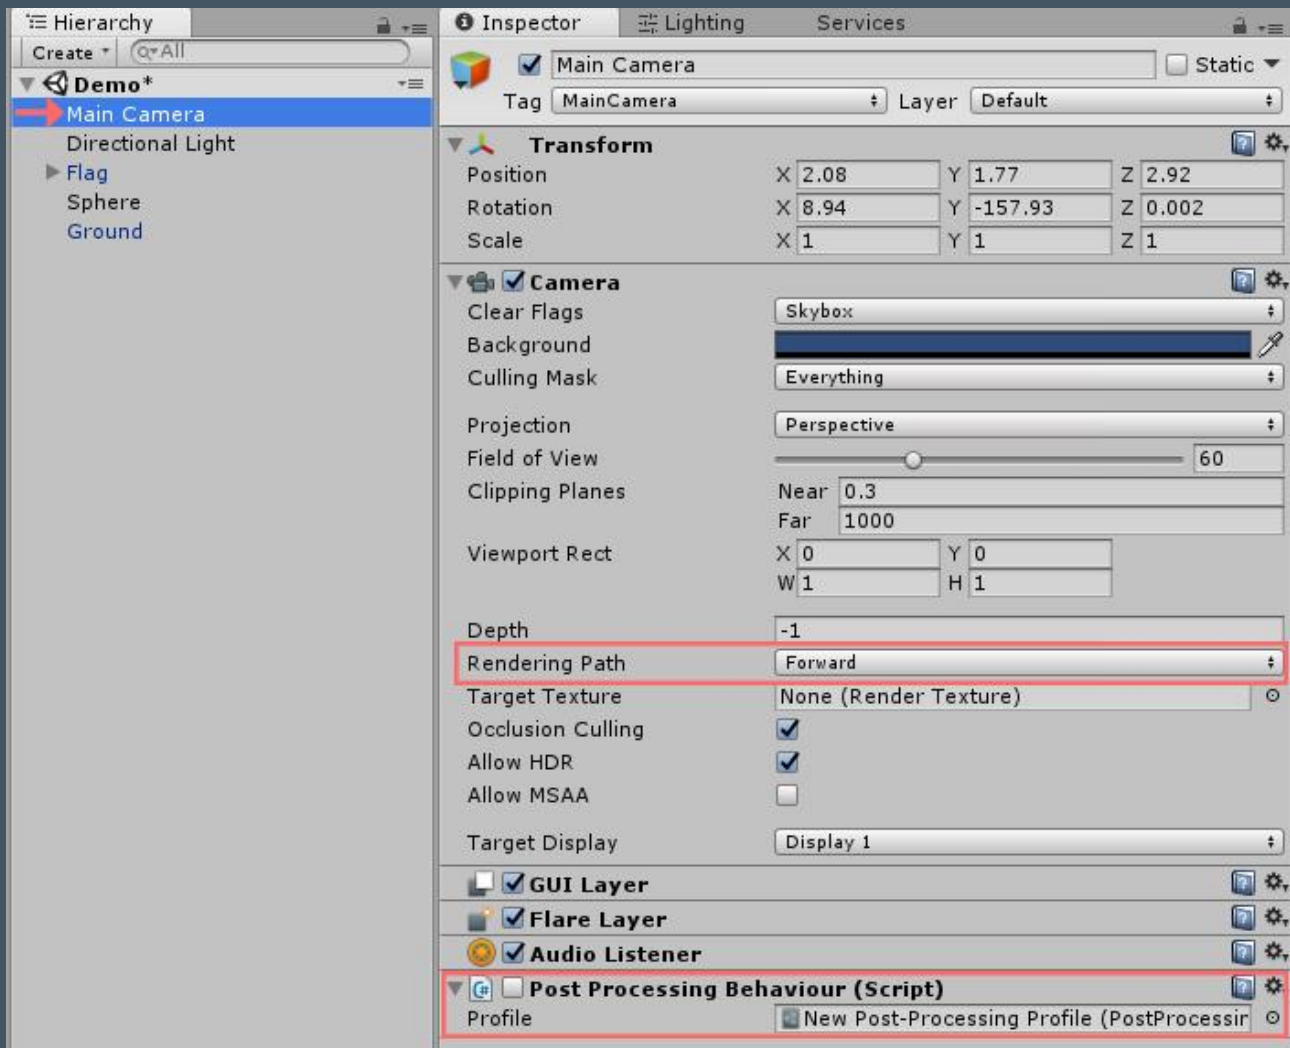 Hierarchy
Create All
Demo*
Main Camera
Directional Light
Flag
Sphere
Ground
Inspector Lighting Services
Main Camera Static
Tag MainCamera Layer Default
Transform
Position X 2.08 Y 1.77 Z 2.92
Rotation X 8.94 Y -157.93 Z 0.002
Scale X 1 Y 1 Z 1
Camera
Clear Flags Skybox
Background
Culling Mask Everything
Projection Perspective
Field of View 60
Clipping Planes Near 0.3
Far 1000
Viewport Rect X 0 Y 0
W 1 H 1
Depth -1
Rendering Path Forward
Target Texture None (Render Texture)
Occlusion Culling
Allow HDR
Allow MSAA
Target Display Display 1
GUI Layer
Flare Layer
Audio Listener
C# Post Processing Behaviour (Script)
Profile New Post-Processing Profile (PostProcessir